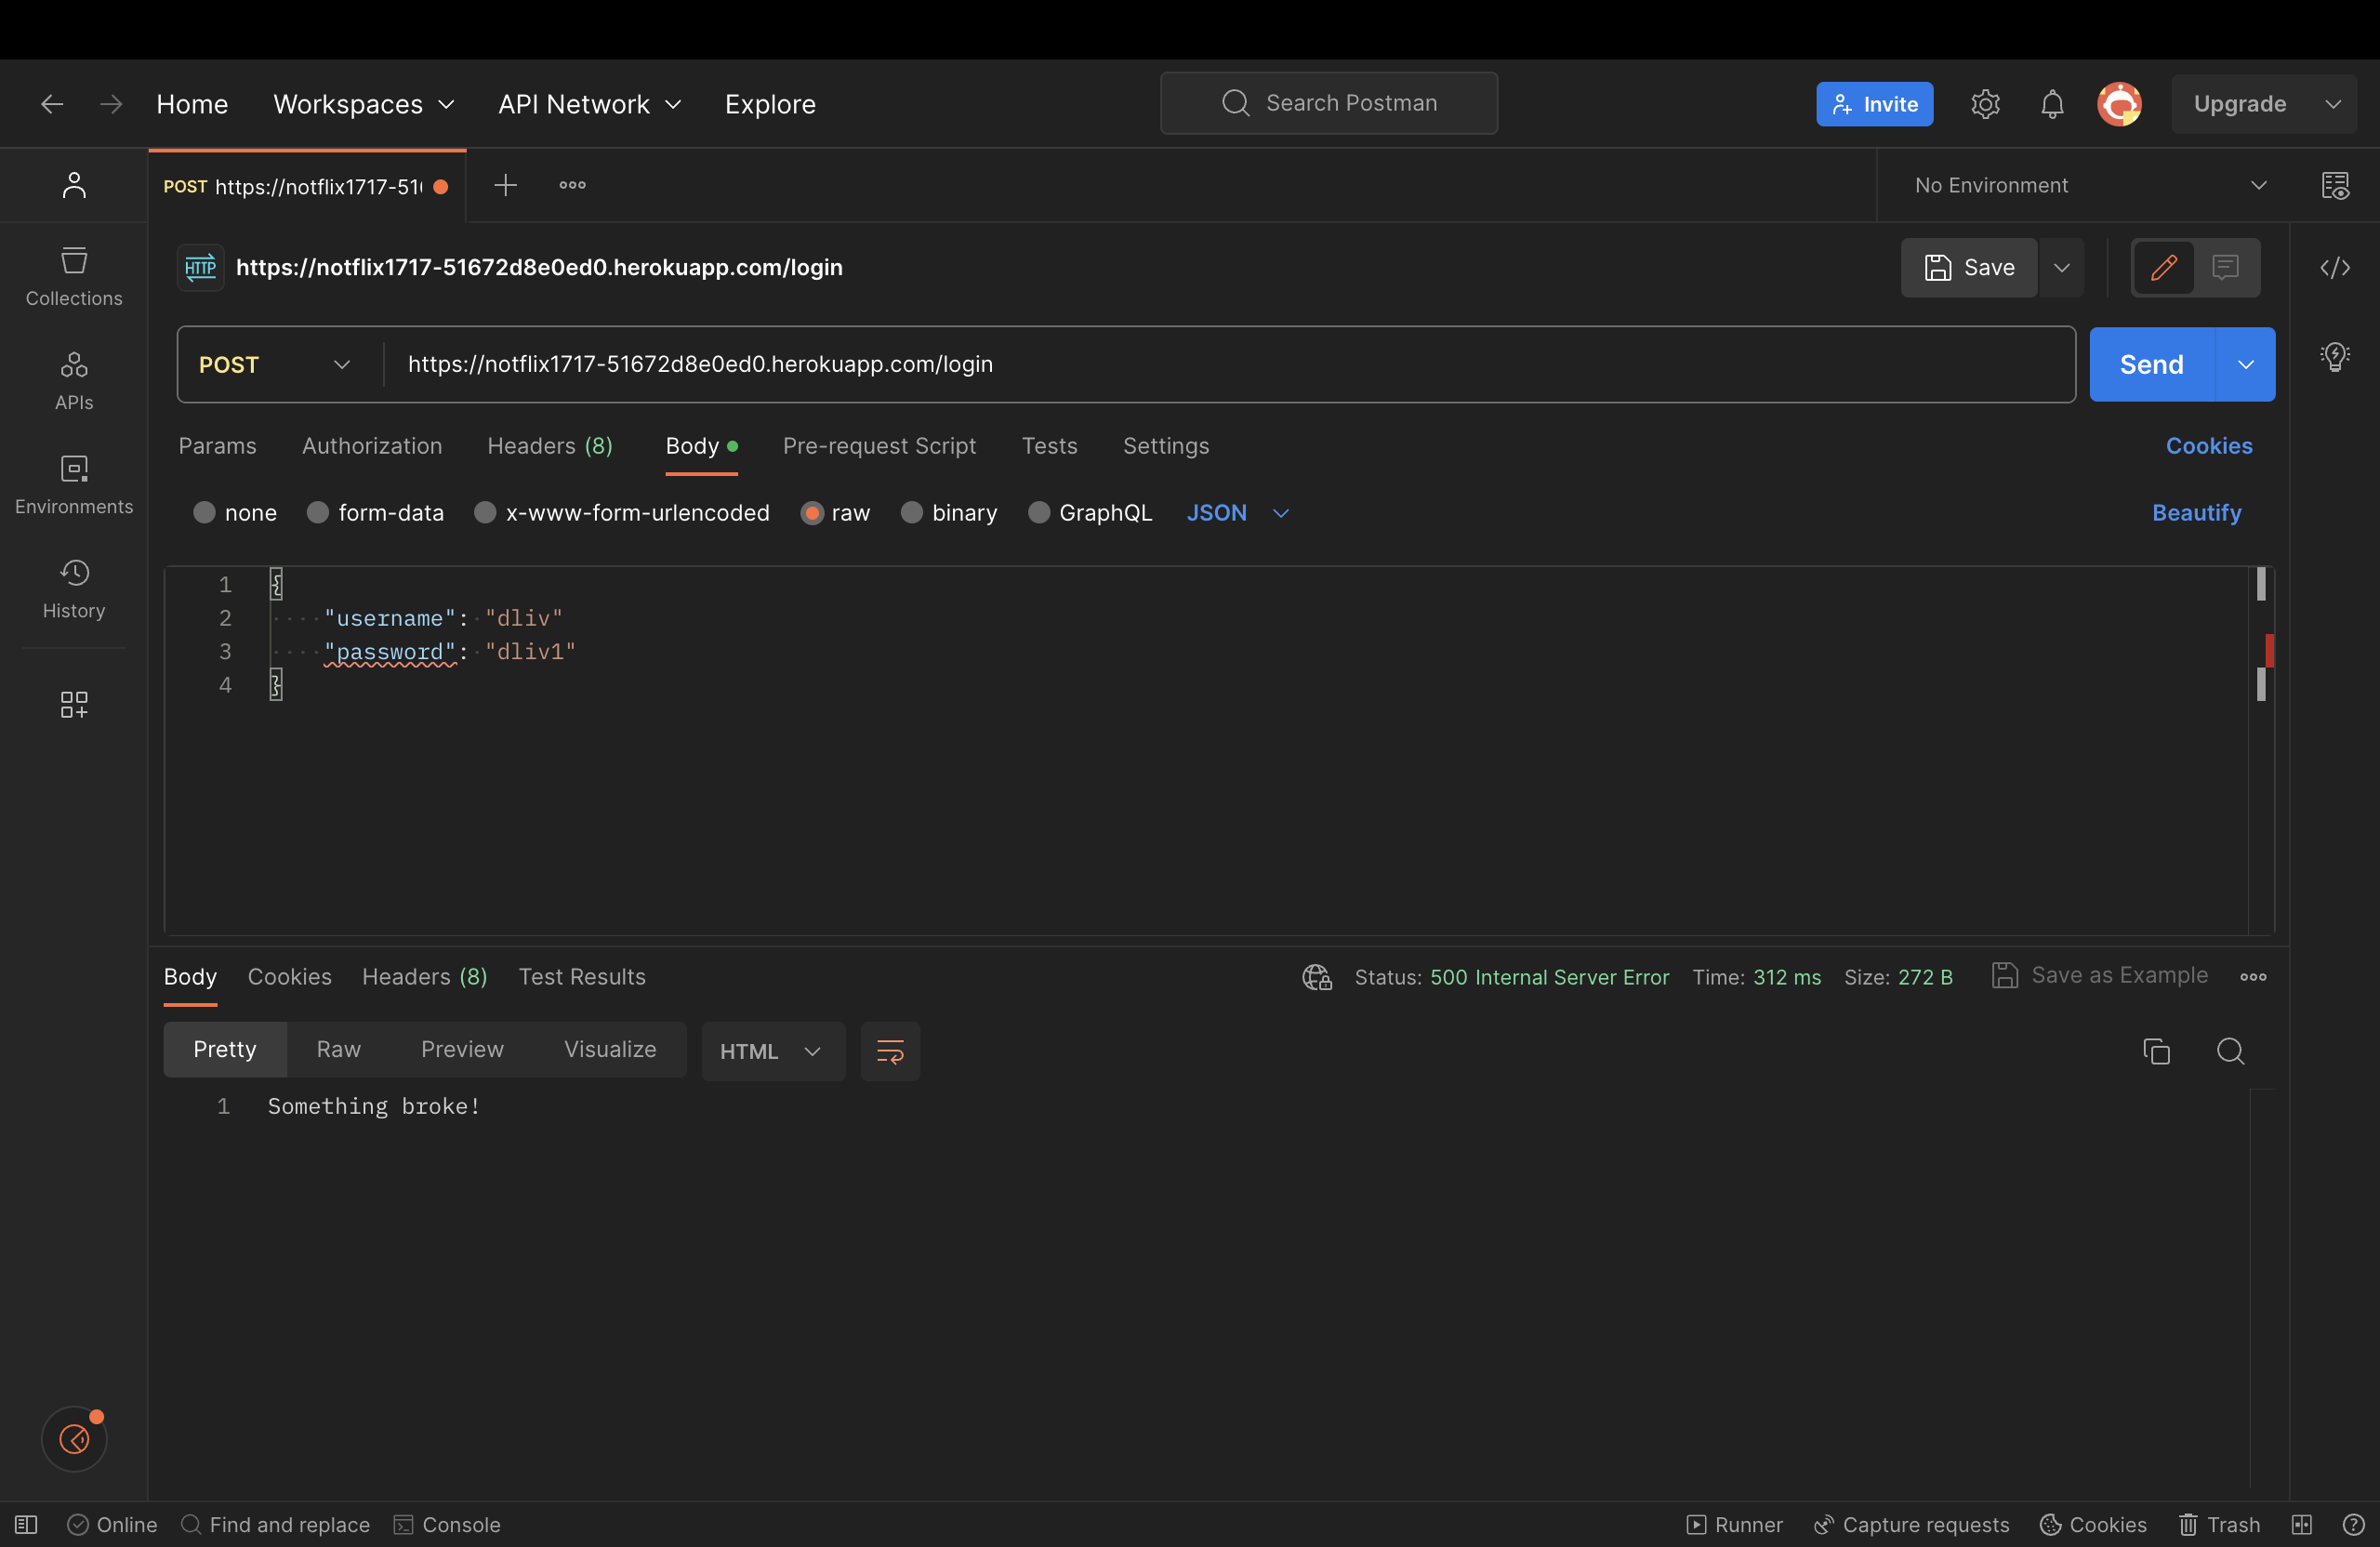 Home Workspaces API Network Explore Search Postman Invite Upgrade
POST https://notflix1717-51 No Environment
HTTP https://notflix1717-51672d8e0ed0.herokuapp.com/login Save
Collections
POST https://notflix1717-51672d8e0ed0.herokuapp.com/login Send
APIs
Params Authorization Headers (8) Body Pre-request Script Tests Settings Cookies
Environments
none form-data x-www-form-urlencoded raw binary GraphQL JSON Beautify
History
1 {
2 "username": "dliv"
3 "password": "dliv1"
4 }
Body Cookies Headers (8) Test Results Status: 500 Internal Server Error Time: 312 ms Size: 272 B Save as Example
Pretty Raw Preview Visualize HTML
1 Something broke!
Online Find and replace Console Runner Capture requests Cookies Trash